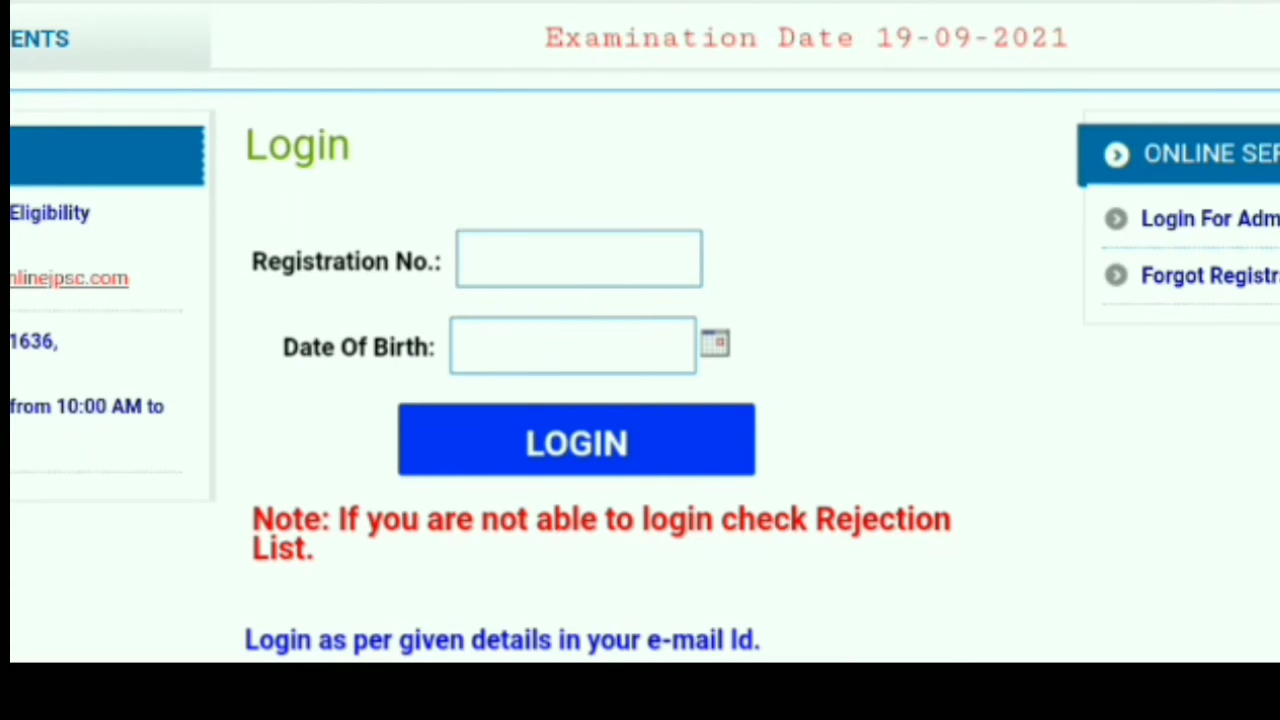 ENTS
Examination Date 19-09-2021
Eligibility
nlinejpsc.com
1636,
from 10:00 AM to
Login
Registration No.:
Date Of Birth:
LOGIN
Note: If you are not able to login check Rejection
List.
Login as per given details in your e-mail Id.
ONLINE SER
Login For Adm
Forgot Registra